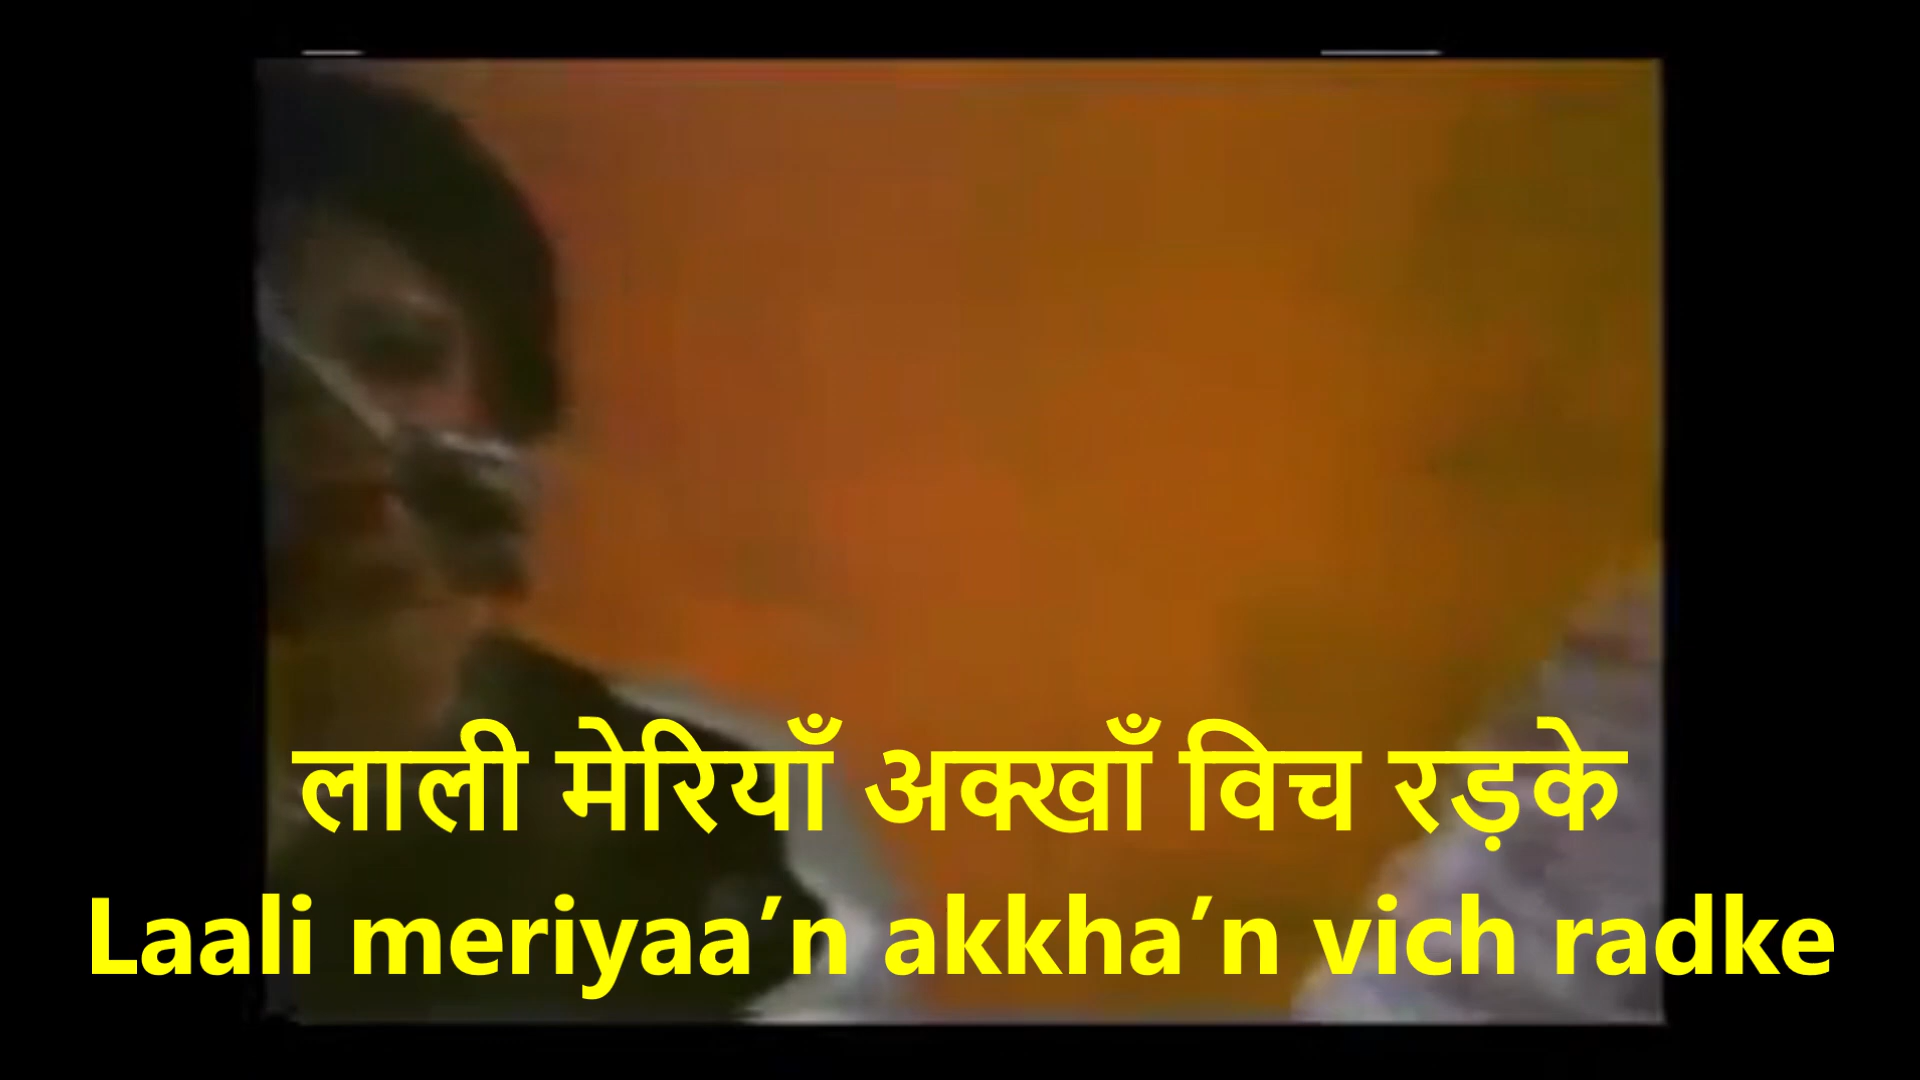 लाली मेरियाँ अक्खाँ विच रड़के
Laali meriyaa’n akkha’n vich radke